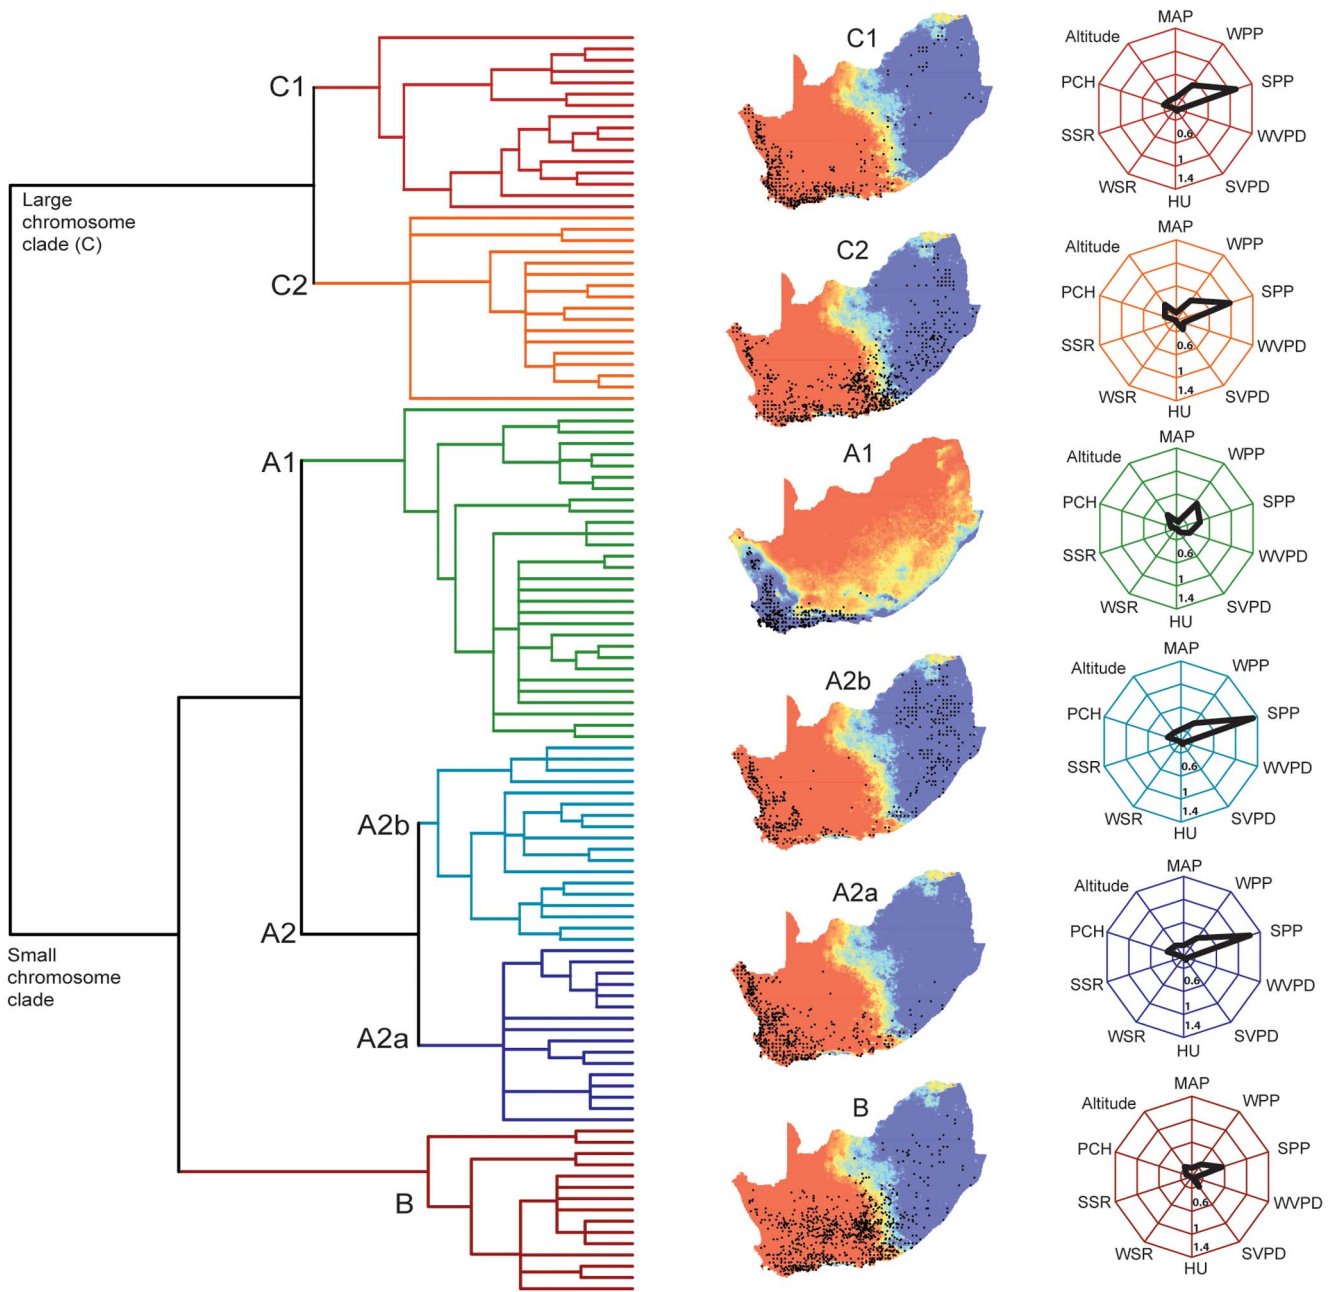 C1
Large
chromosome
clade (C)
C2
A1
A2b
A2
Small
chromosome
clade
A2a
B
C1
C2
A1
A2b
A2a
B
MAP
Altitude
WPP
PCH
SPP
SSR
WVPD
0.6
1
1.4
WSR
SVPD
HU
MAP
Altitude
WPP
PCH
SPP
SSR
WVPD
0.6
1
1.4
WSR
SVPD
HU
MAP
Altitude
WPP
PCH
SPP
SSR
WVPD
0.6
1
1.4
WSR
SVPD
HU
MAP
Altitude
WPP
PCH
SPP
SSR
WVPD
0.6
1
1.4
WSR
SVPD
HU
MAP
Altitude
WPP
PCH
SPP
SSR
WVPD
0.6
1
1.4
WSR
SVPD
HU
MAP
Altitude
WPP
PCH
SPP
SSR
WVPD
0.6
1
1.4
WSR
SVPD
HU